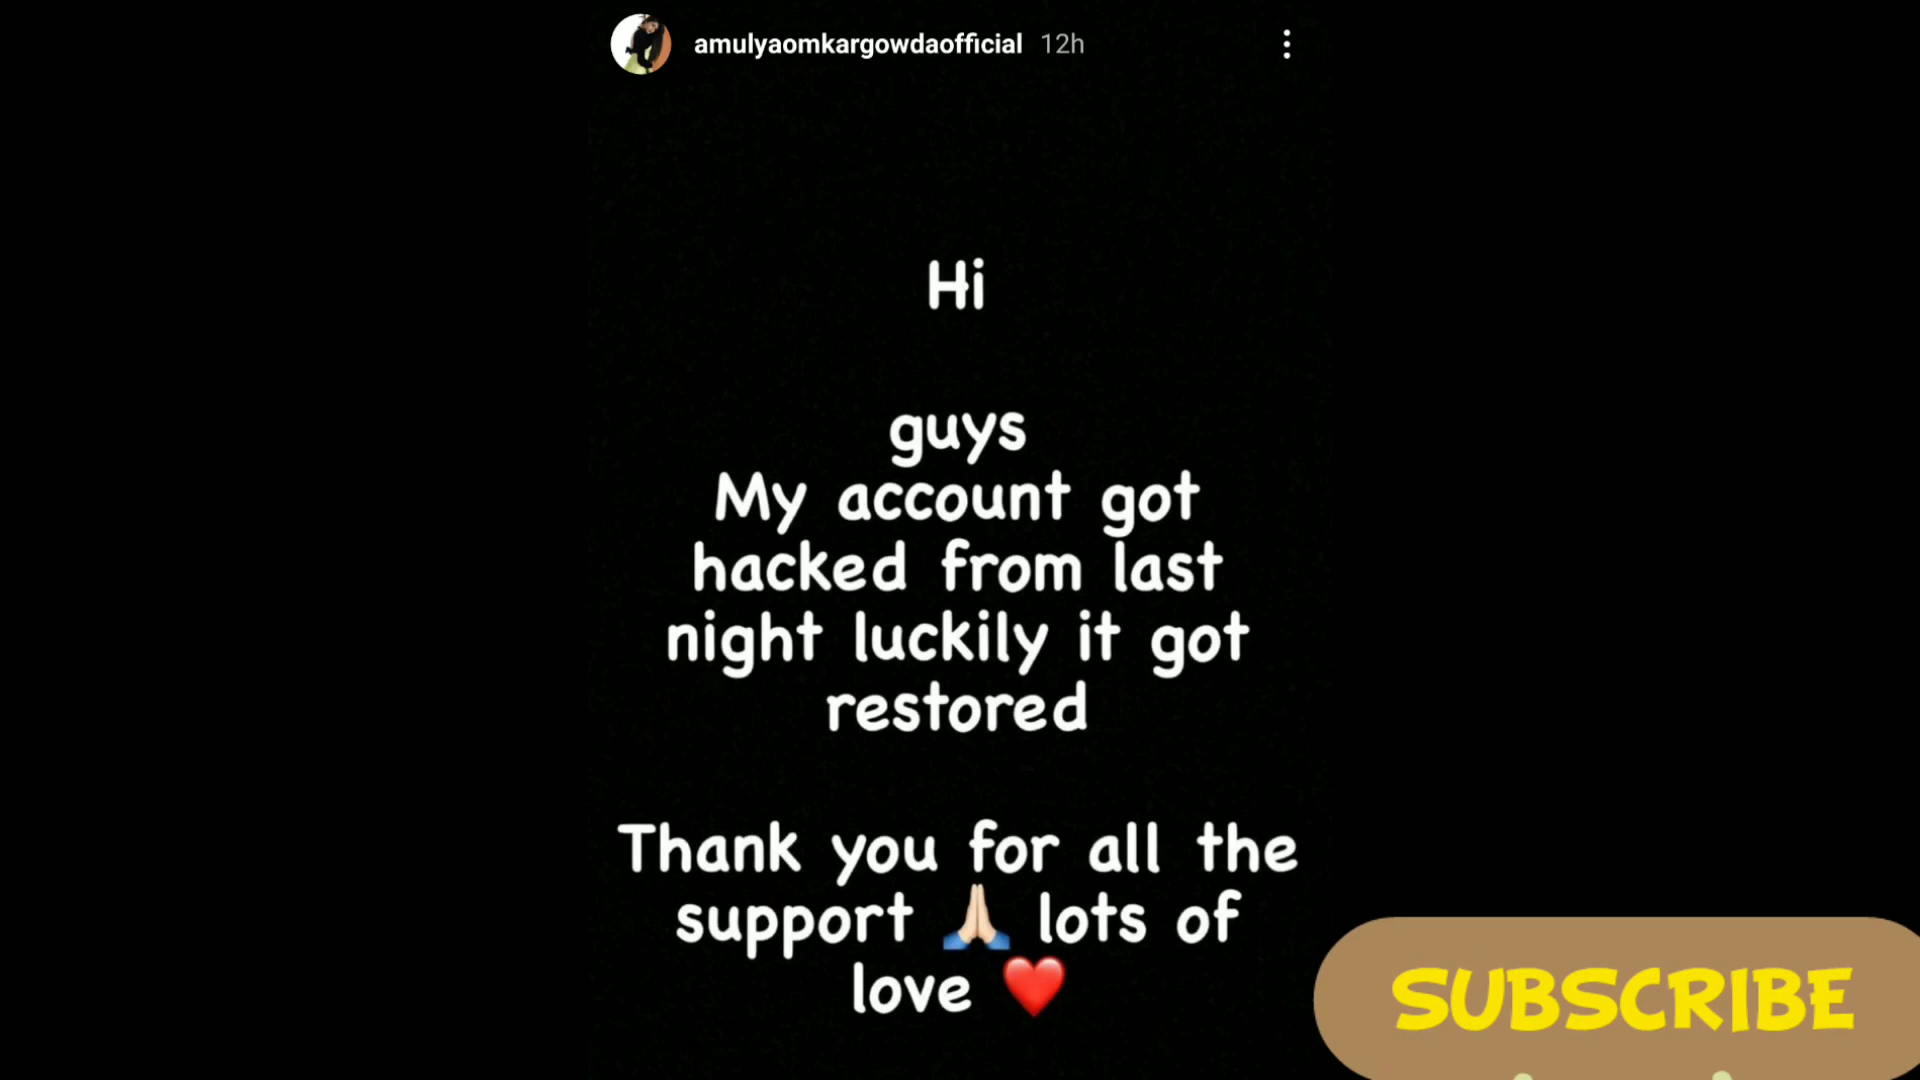 amulyaomkargowdaofficial 12h
Hi
guys
My account got
hacked from last
night luckily it got
restored
Thank you for all the
support 🙏🏻 lots of
love ❤️
SUBSCRIBE